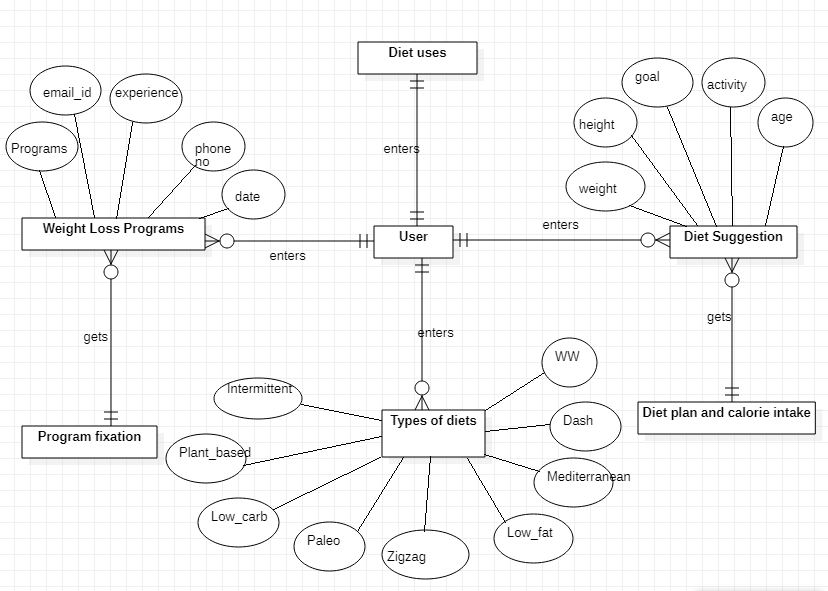 Diet uses
goal
activity
email_id
experience
age
height
Programs
phone
no
enters
weight
date
Weight Loss Programs
enters
User
Diet Suggestion
enters
gets
gets
enters
WW
Intermittent
Diet plan and calorie intake
Types of diets
Dash
Program fixation
Plant_based
Mediterranean
Low_carb
Low_fat
Paleo
Zigzag